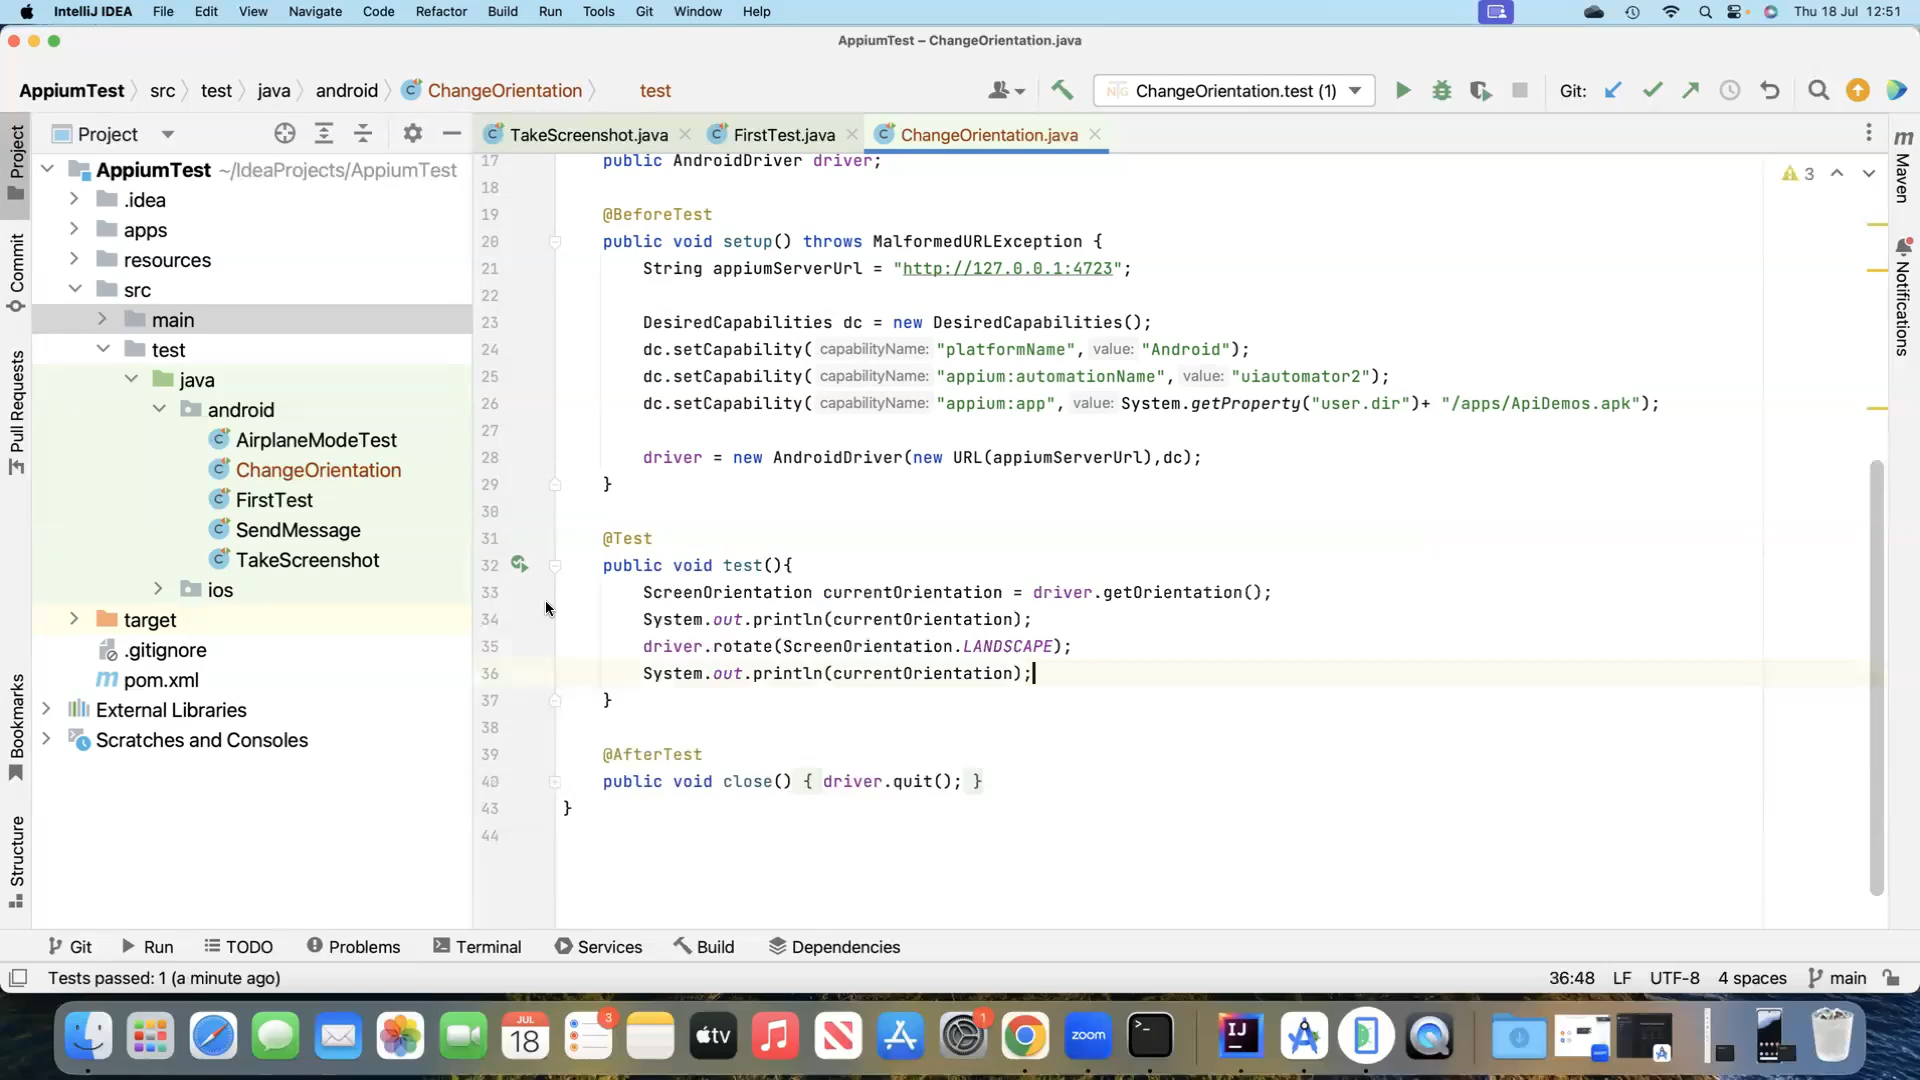 IntelliJ IDEA File Edit View Navigate Code Refactor Build Run Tools Git Window Help Thu 18 Jul 12:51
AppiumTest – ChangeOrientation.java
AppiumTest src test java android ChangeOrientation test ChangeOrientation.test (1) Git:
Project TakeScreenshot.java FirstTest.java ChangeOrientation.java
AppiumTest ~/IdeaProjects/AppiumTest
.idea
apps
resources
src
main
test
java
android
AirplaneModeTest
ChangeOrientation
FirstTest
SendMessage
TakeScreenshot
ios
target
.gitignore
pom.xml
External Libraries
Scratches and Consoles
Project
Commit
Pull Requests
Bookmarks
Structure
17 public AndroidDriver driver;
18
19 @BeforeTest
20 public void setup() throws MalformedURLException {
21 String appiumServerUrl = "http://127.0.0.1:4723";
22
23 DesiredCapabilities dc = new DesiredCapabilities();
24 dc.setCapability( capabilityName: "platformName", value: "Android");
25 dc.setCapability( capabilityName: "appium:automationName", value: "uiautomator2");
26 dc.setCapability( capabilityName: "appium:app", value: System.getProperty("user.dir")+ "/apps/ApiDemos.apk");
27
28 driver = new AndroidDriver(new URL(appiumServerUrl),dc);
29 }
30
31 @Test
32 public void test(){
33 ScreenOrientation currentOrientation = driver.getOrientation();
34 System.out.println(currentOrientation);
35 driver.rotate(ScreenOrientation.LANDSCAPE);
36 System.out.println(currentOrientation);
37 }
38
39 @AfterTest
40 public void close() { driver.quit(); }
43 }
44
3
Maven
Notifications
Git Run TODO Problems Terminal Services Build Dependencies
Tests passed: 1 (a minute ago) 36:48 LF UTF-8 4 spaces main
JUL
18
3
tv
1
zoom
IJ